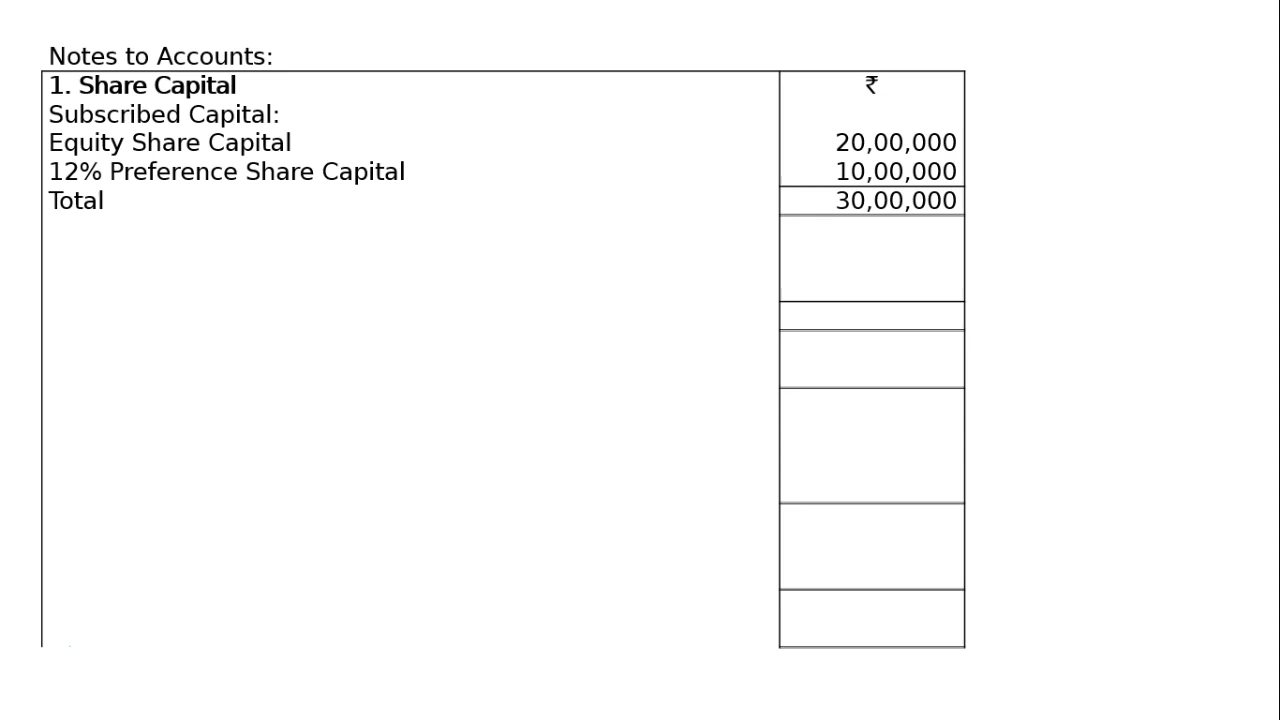 Notes to Accounts:
1. Share Capital ₹
Subscribed Capital:
Equity Share Capital 20,00,000
12% Preference Share Capital 10,00,000
Total 30,00,000